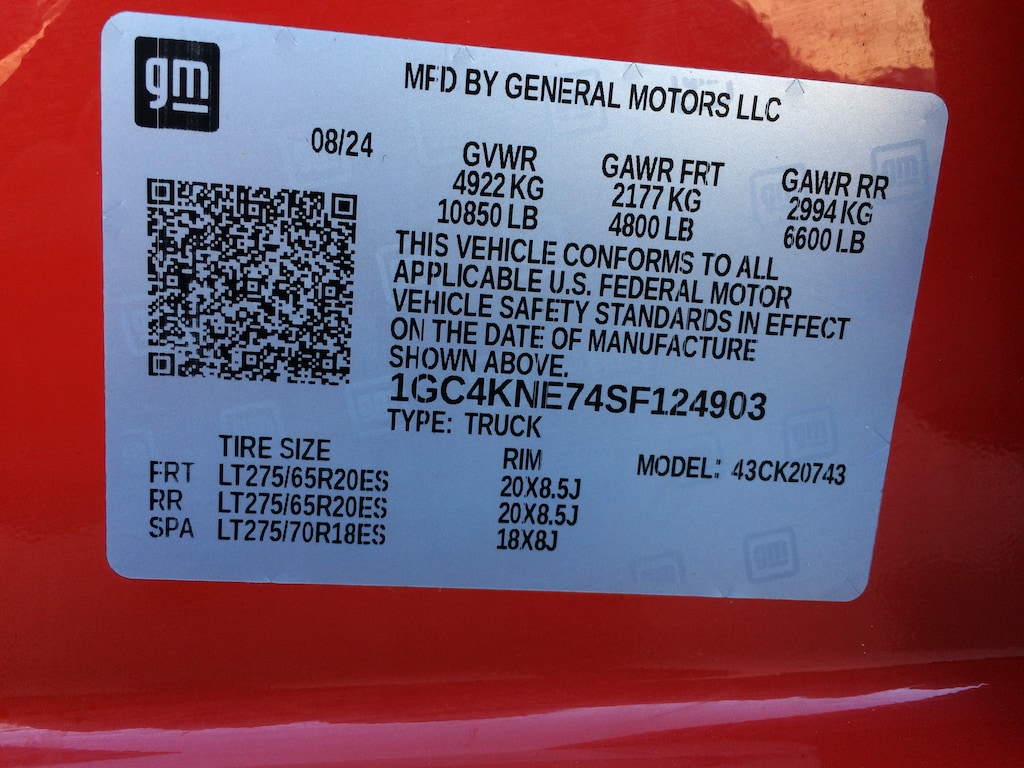 gm
MFD BY GENERAL MOTORS LLC
08/24
GVWR GAWR FRT GAWR RR
4922 KG 2177 KG 2994 KG
10850 LB 4800 LB 6600 LB
THIS VEHICLE CONFORMS TO ALL
APPLICABLE U.S. FEDERAL MOTOR
VEHICLE SAFETY STANDARDS IN EFFECT
ON THE DATE OF MANUFACTURE
SHOWN ABOVE.
1GC4KNE74SF124903
TYPE: TRUCK
TIRE SIZE RIM MODEL: 43CK20743
FRT LT275/65R20ES 20X8.5J
RR LT275/65R20ES 20X8.5J
SPA LT275/70R18ES 18X8J